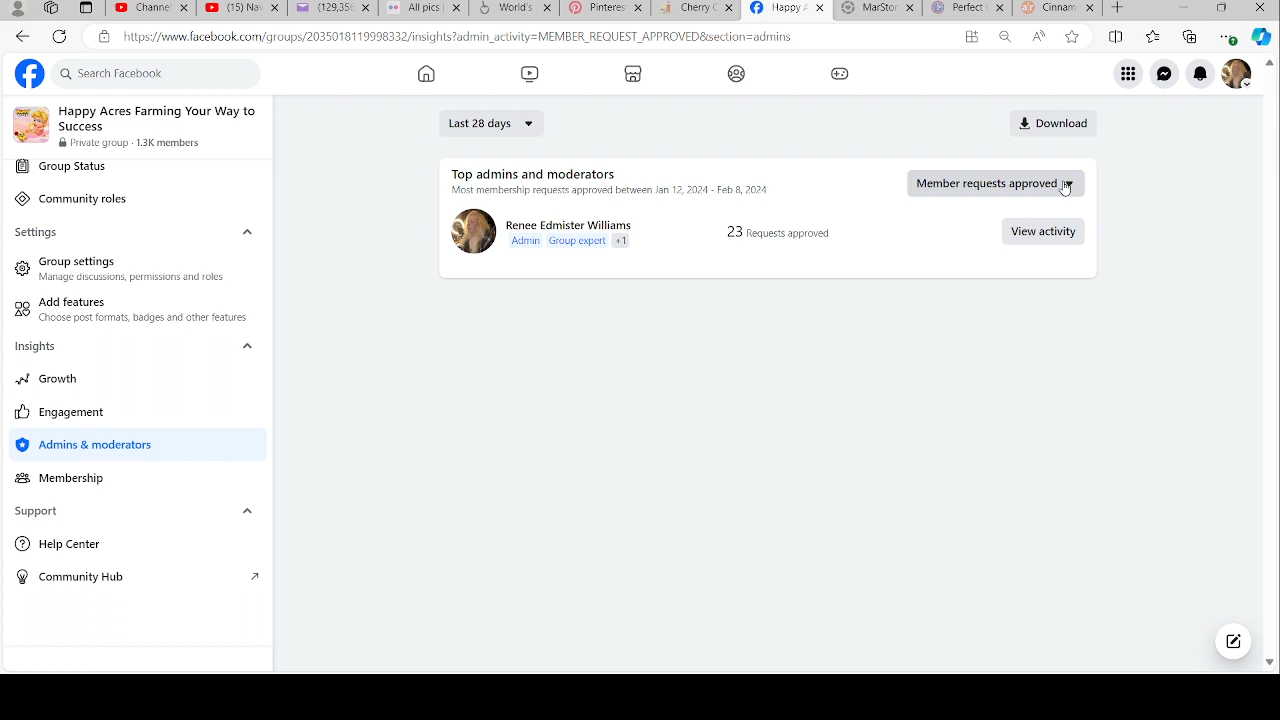 Channel
(15) Na
(129,35
All pics (
World's
Pinteres
Cherry C
Happy A
MarStor
Perfect
Cinnam
https://www.facebook.com/groups/2035018119998332/insights?admin_activity=MEMBER_REQUEST_APPROVED&section=admins
Search Facebook
Happy Acres Farming Your Way to
Success
Private group · 1.3K members
Group Status
Community roles
Settings
Group settings
Manage discussions, permissions and roles
Add features
Choose post formats, badges and other features
Insights
Growth
Engagement
Admins & moderators
Membership
Support
Help Center
Community Hub
Last 28 days
Download
Top admins and moderators
Most membership requests approved between Jan 12, 2024 - Feb 8, 2024
Member requests approved
Renee Edmister Williams
Admin Group expert +1
23 Requests approved
View activity